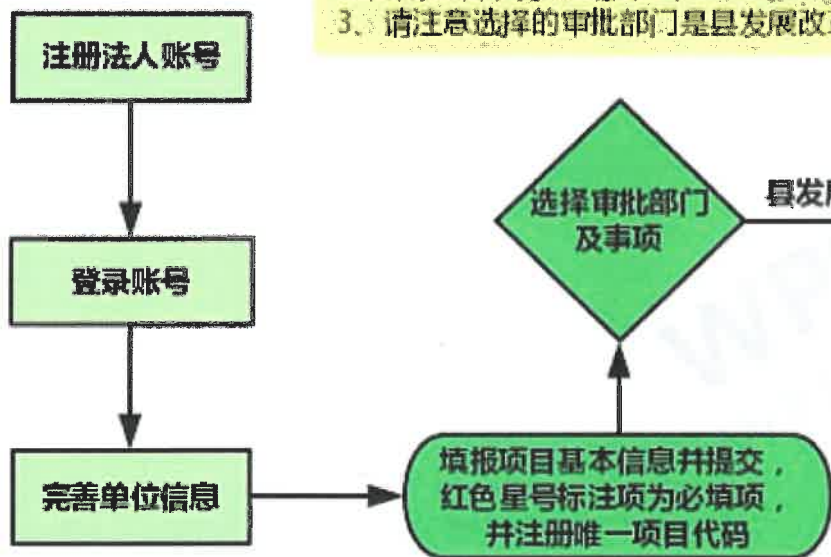 3、请注意选择的审批部门是县发展改
注册法人账号
登录账号
完善单位信息
填报项目基本信息并提交，
红色星号标注项为必填项，
并注册唯一项目代码
选择审批部门
及事项
县发